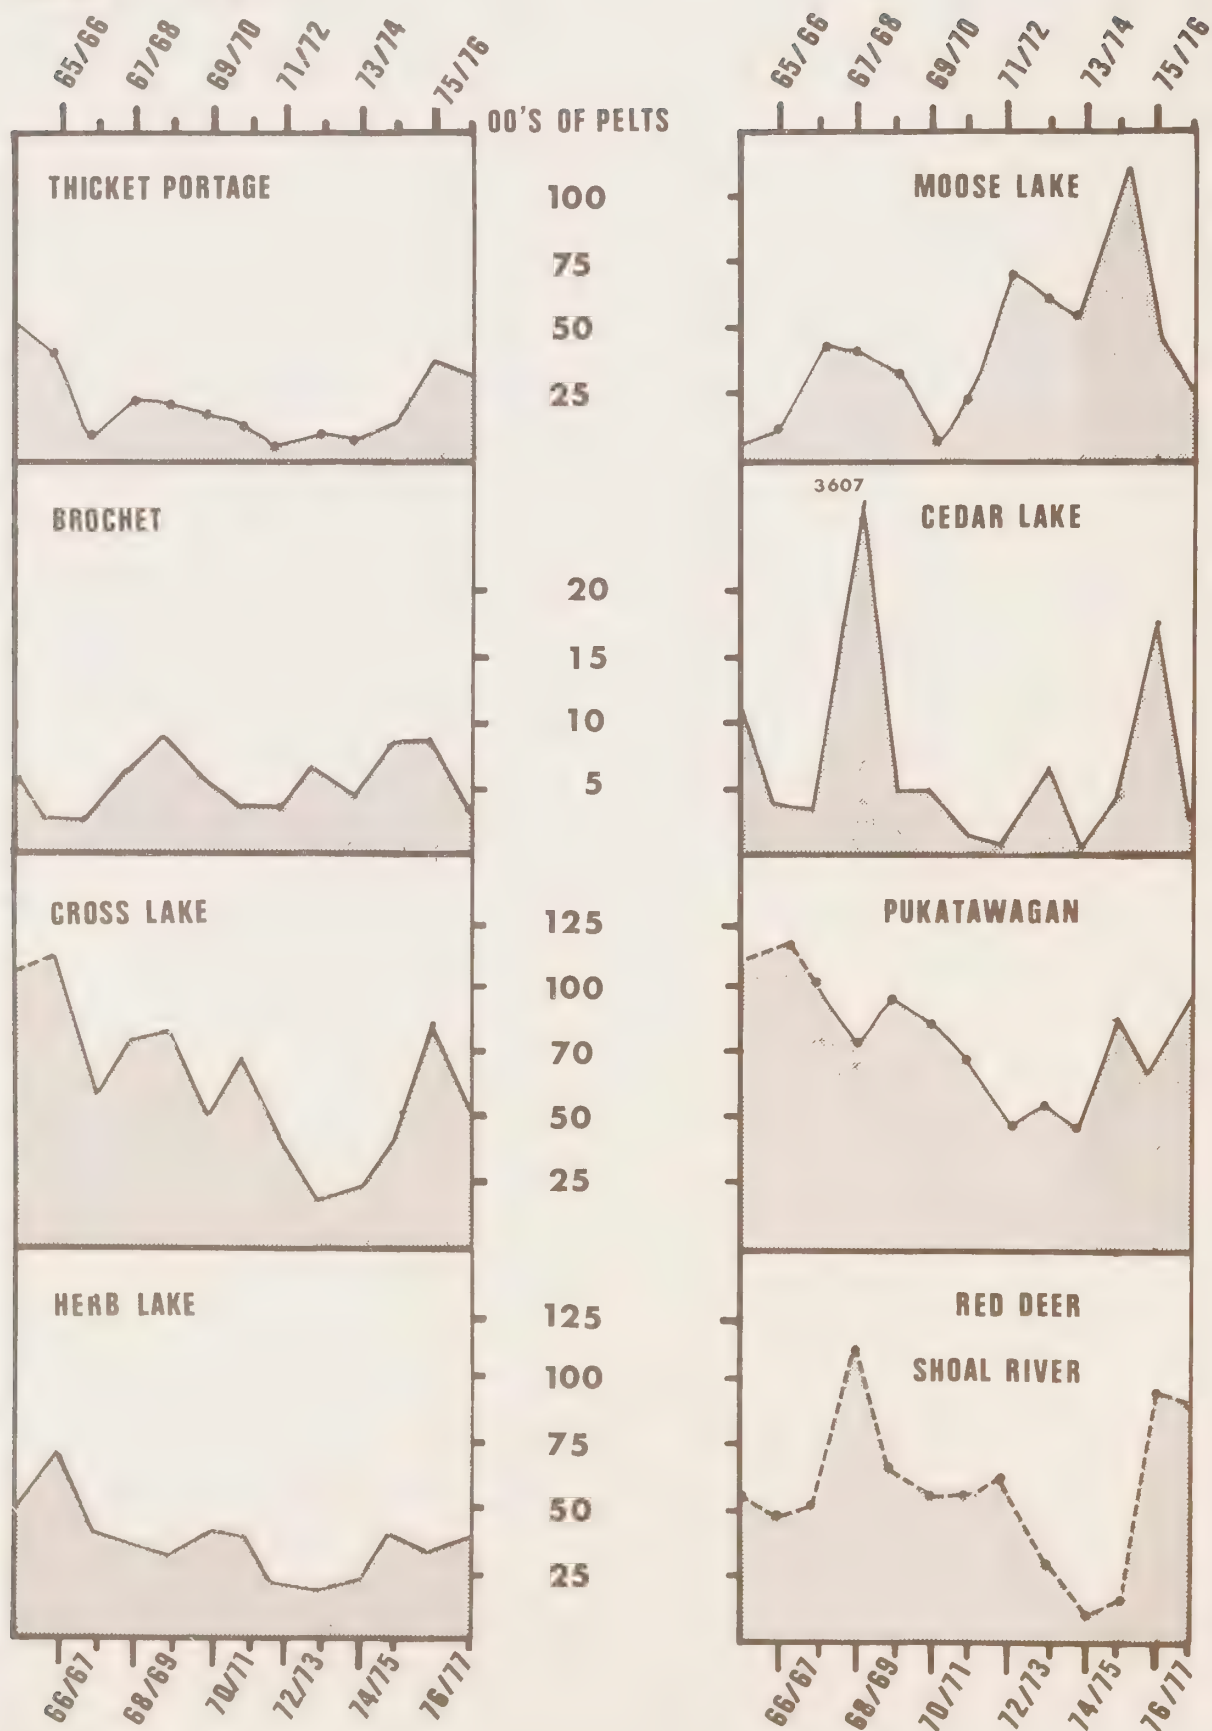 65/66 67/68 69/70 71/72 73/74 75/76
65/66 67/68 69/70 71/72 73/74 75/76
00'S OF PELTS
THICKET PORTAGE
MOOSE LAKE
100
75
50
25
BROCHET
3607
CEDAR LAKE
20
15
10
5
CROSS LAKE
PUKATAWAGAN
125
100
70
50
25
HERB LAKE
RED DEER
SHOAL RIVER
125
100
75
50
25
66/67 68/69 70/71 72/73 74/75 76/77
66/67 68/69 70/71 72/73 74/75 76/77